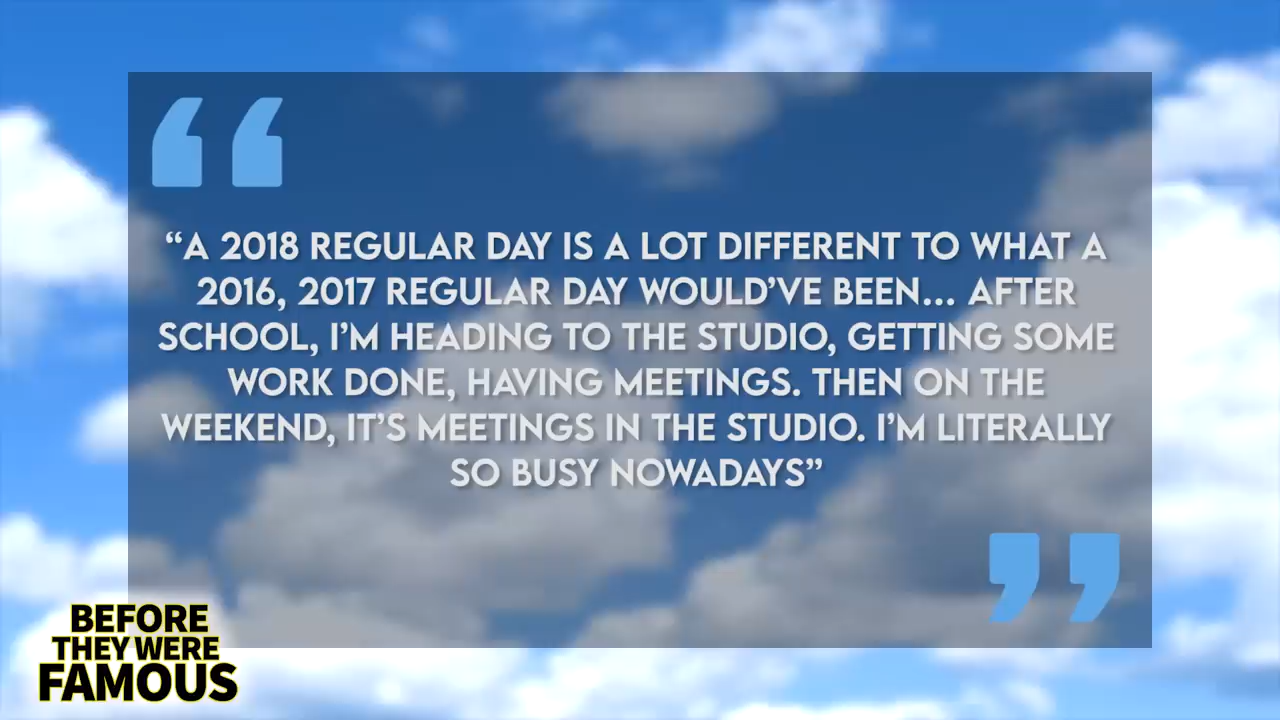 “A 2018 REGULAR DAY IS A LOT DIFFERENT TO WHAT A
2016, 2017 REGULAR DAY WOULD’VE BEEN... AFTER
SCHOOL, I’M HEADING TO THE STUDIO, GETTING SOME
WORK DONE, HAVING MEETINGS. THEN ON THE
WEEKEND, IT’S MEETINGS IN THE STUDIO. I’M LITERALLY
SO BUSY NOWADAYS”
BEFORE
THEY WERE
FAMOUS